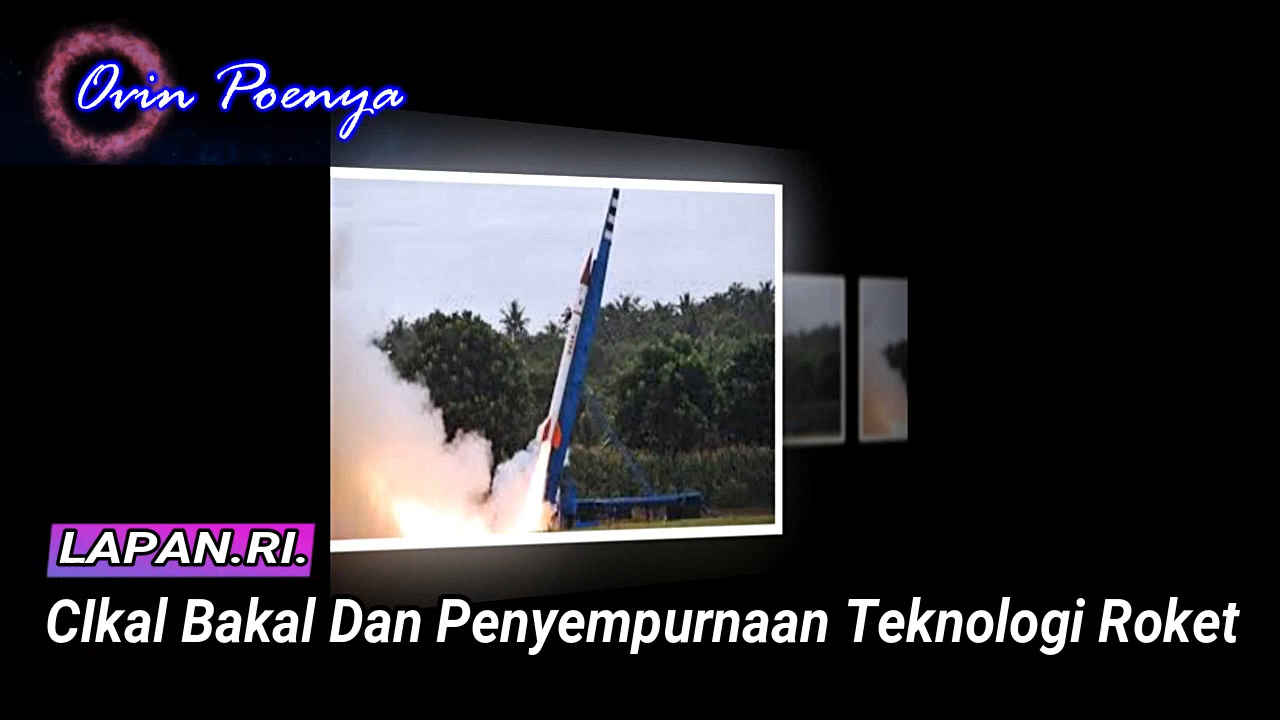 Ovin Poenya
LAPAN.RI.
CIkal Bakal Dan Penyempurnaan Teknologi Roket